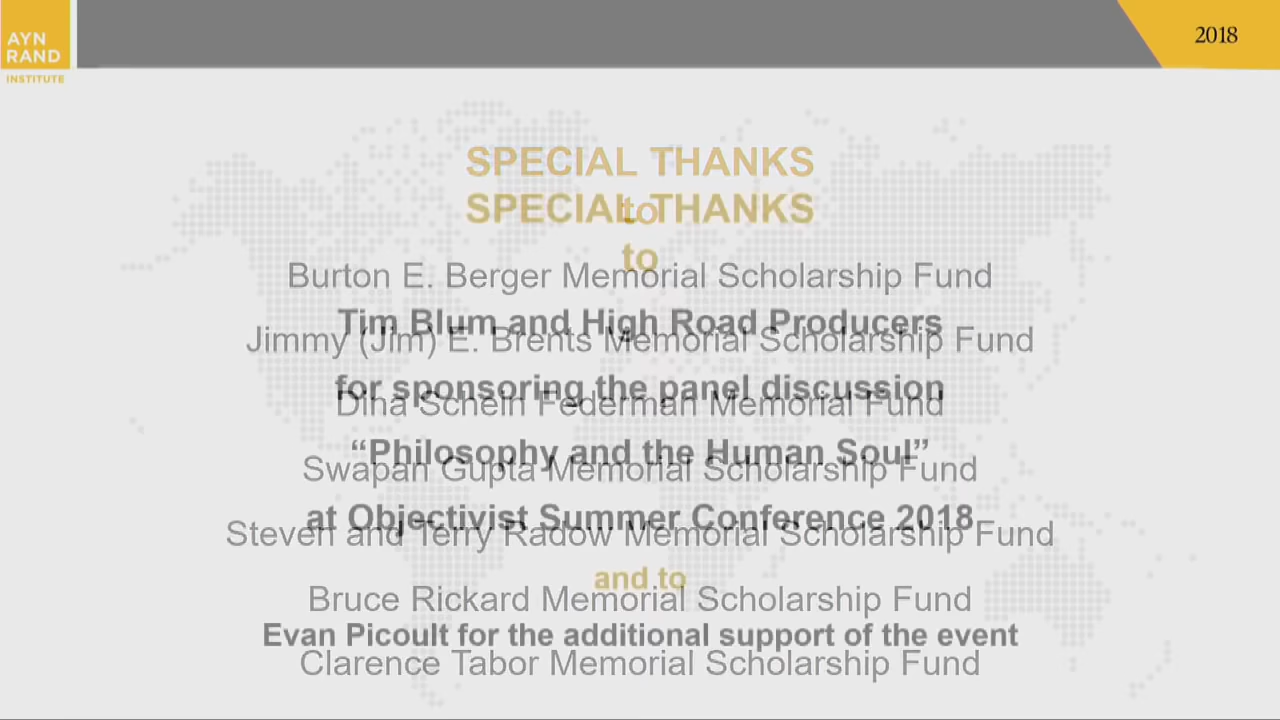 AYN
RAND
INSTITUTE
2018
SPECIAL THANKS
to
Burton E. Berger Memorial Scholarship Fund
Jimmy (Jim) E. Brents Memorial Scholarship Fund
Dina Schein Federman Memorial Fund
Swapan Gupta Memorial Scholarship Fund
Steven and Terry Radow Memorial Scholarship Fund
Bruce Rickard Memorial Scholarship Fund
Clarence Tabor Memorial Scholarship Fund
SPECIAL THANKS
to
Tim Blum and High Road Producers
for sponsoring the panel discussion
“Philosophy and the Human Soul”
at Objectivist Summer Conference 2018
and to
Evan Picoult for the additional support of the event